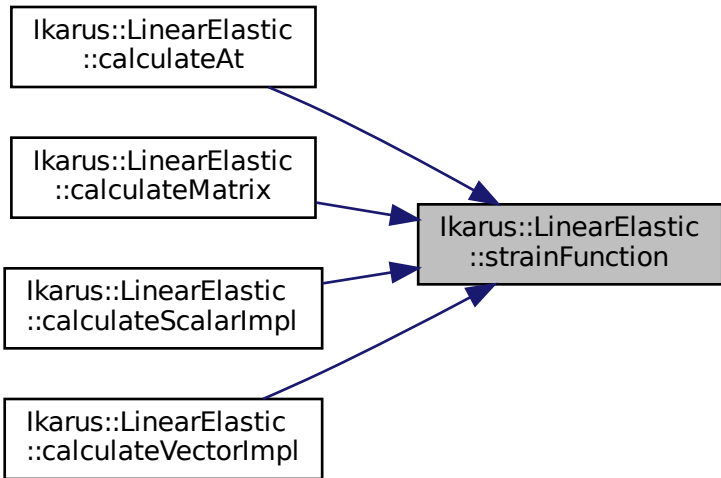 Ikarus::LinearElastic
::calculateAt
Ikarus::LinearElastic
::calculateMatrix
Ikarus::LinearElastic
::strainFunction
Ikarus::LinearElastic
::calculateScalarImpl
Ikarus::LinearElastic
::calculateVectorImpl